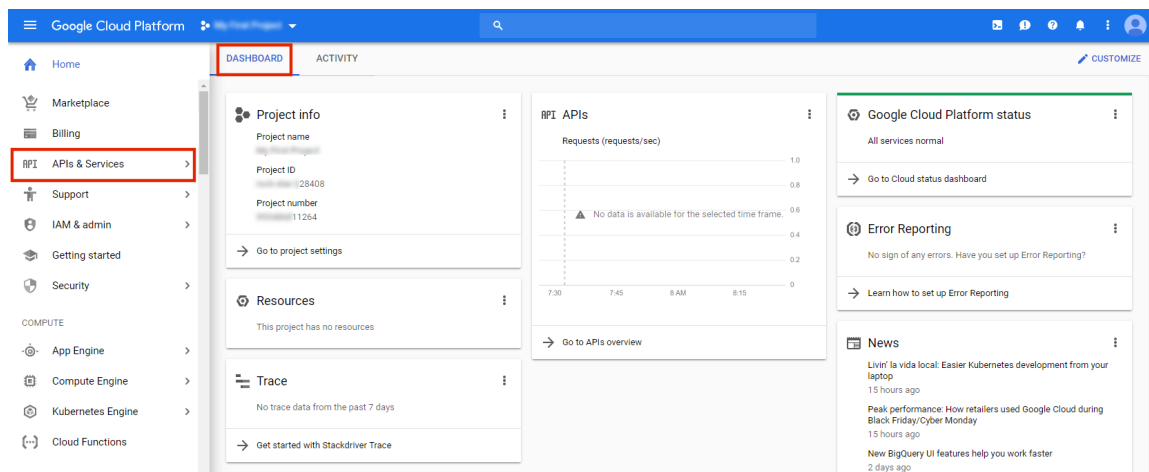 Google Cloud Platform
Home
Marketplace
Billing
API APIs & Services
Support
IAM & admin
Getting started
Security
COMPUTE
App Engine
Compute Engine
Kubernetes Engine
Cloud Functions
DASHBOARD ACTIVITY
CUSTOMIZE
Project info
Project name
Project ID
28408
Project number
11264
Go to project settings
Resources
This project has no resources
Trace
No trace data from the past 7 days
Get started with Stackdriver Trace
API APIs
Requests (requests/sec)
1.0
0.8
No data is available for the selected time frame. 0.6
0.4
0.2
0
7:30 7:45 8 AM 8:15
Go to APIs overview
Google Cloud Platform status
All services normal
Go to Cloud status dashboard
Error Reporting
No sign of any errors. Have you set up Error Reporting?
Learn how to set up Error Reporting
News
Livin' la vida local: Easier Kubernetes development from your
laptop
15 hours ago
Peak performance: How retailers used Google Cloud during
Black Friday/Cyber Monday
15 hours ago
New BigQuery UI features help you work faster
2 days ago